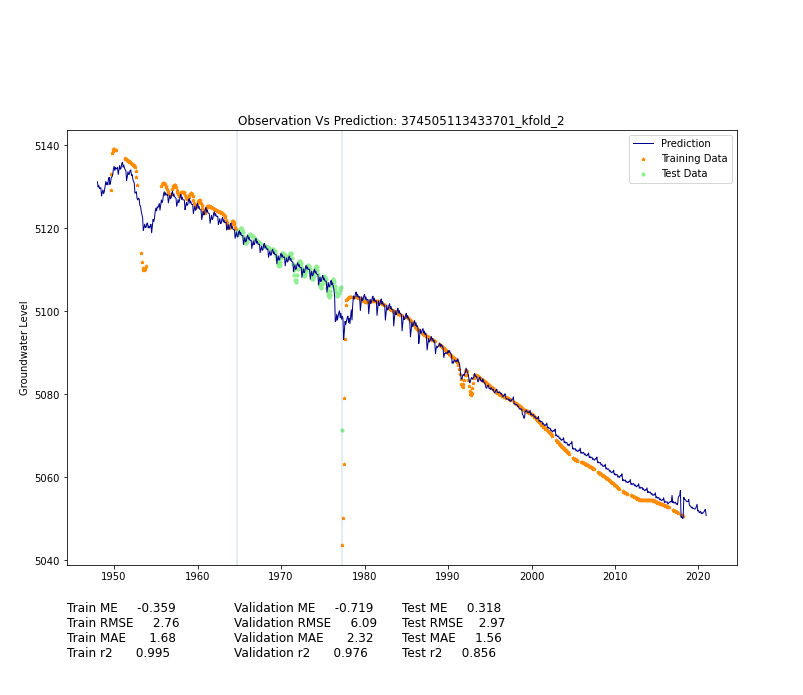 Observation Vs Prediction: 374505113433701_kfold_2
Prediction
Training Data
Test Data
5140
5120
5100
5080
5060
5040
Groundwater Level
1950 1960 1970 1980 1990 2000 2010 2020
Train ME -0.359 Validation ME -0.719 Test ME 0.318
Train RMSE 2.76 Validation RMSE 6.09 Test RMSE 2.97
Train MAE 1.68 Validation MAE 2.32 Test MAE 1.56
Train r2 0.995 Validation r2 0.976 Test r2 0.856